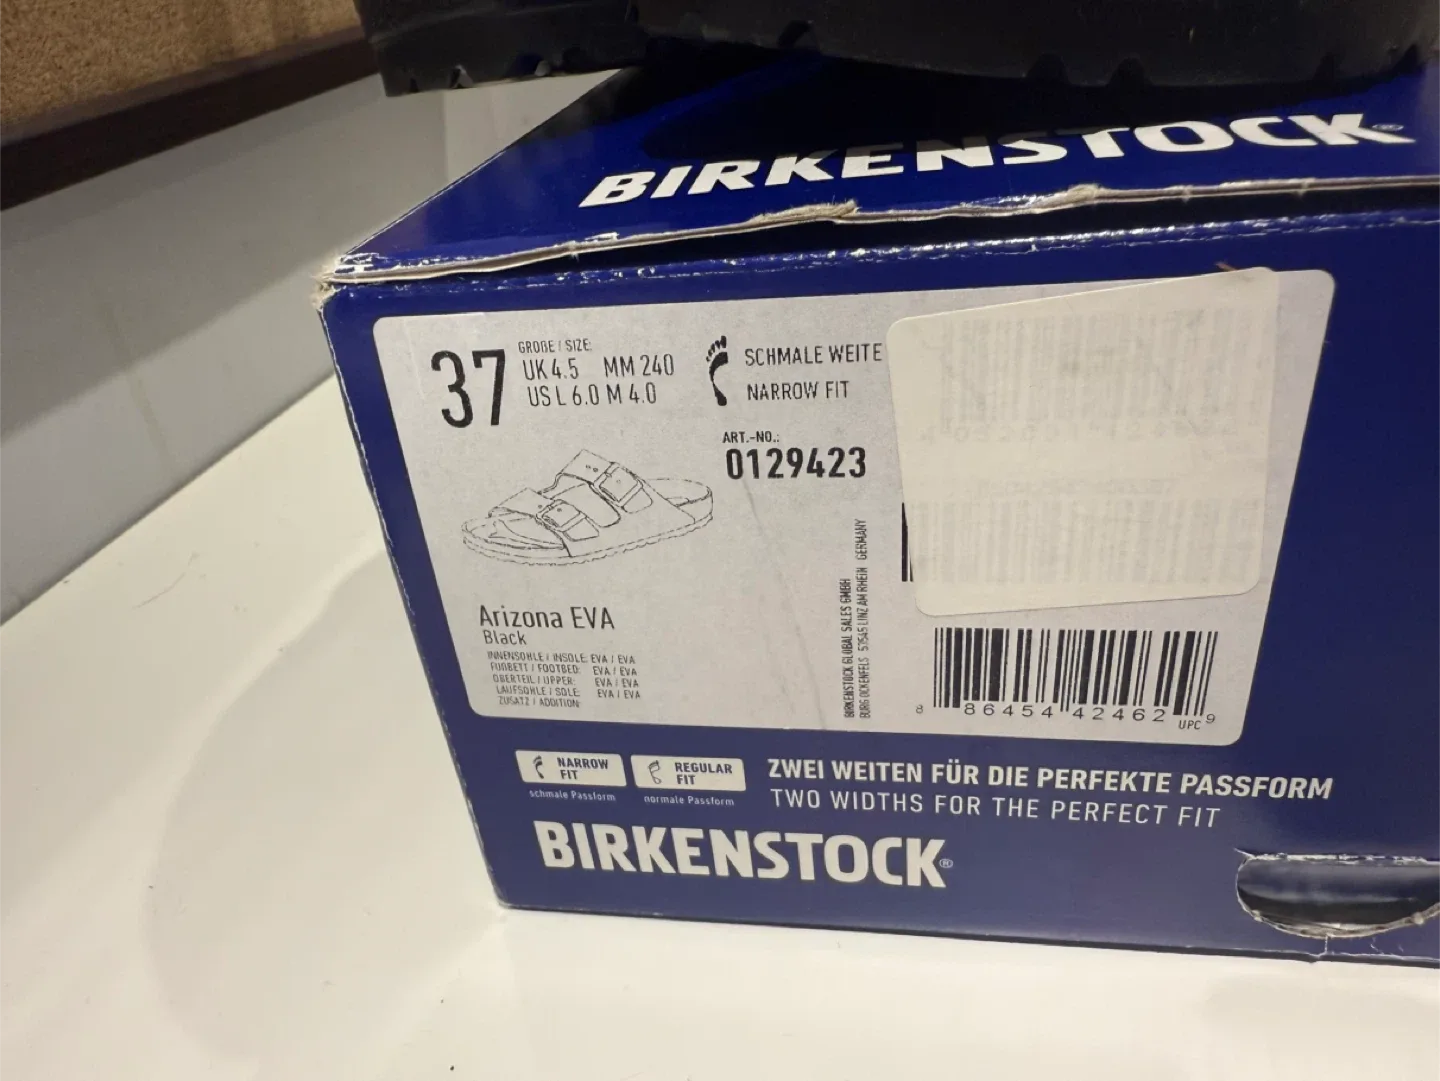 BIRKENSTOCK®
37
GRÖßE / SIZE:
UK 4.5 MM 240
US L 6.0 M 4.0
SCHMALE WEITE
NARROW FIT
ART.-NO.:
0129423
Arizona EVA
Black
INNENSOHLE / INSOLE: EVA / EVA
FUßBETT / FOOTBED: EVA / EVA
OBERTEIL / UPPER: EVA / EVA
LAUFSOHLE / SOLE: EVA / EVA
ZUSATZ / ADDITION:
BIRKENSTOCK GLOBAL SALES GMBH
BURG OCKENFELS 53545 LINZ AM RHEIN GERMANY
8 86454 42462 9
UPC
NARROW
FIT
schmale Passform
REGULAR
FIT
normale Passform
ZWEI WEITEN FÜR DIE PERFEKTE PASSFORM
TWO WIDTHS FOR THE PERFECT FIT
BIRKENSTOCK®